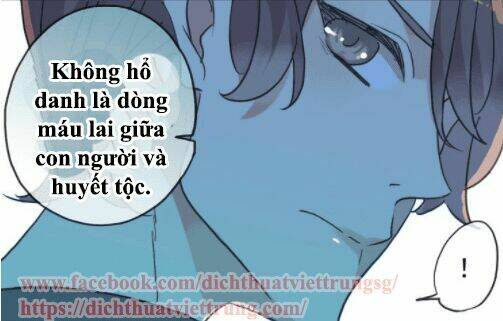 Không hổ
danh là dòng
máu lai giữa
con người và
huyết tộc.
!
www.facebook.com/dichthuatviettrungsg/
https://dichthuatviettrung.com/